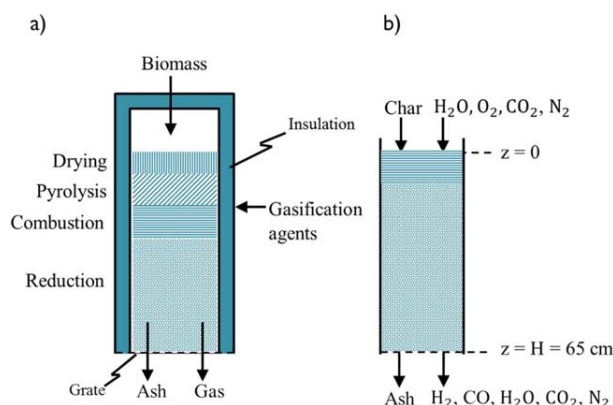 a)
Biomass
Insulation
Drying
Pyrolysis
Combustion
Gasification
agents
Reduction
Grate
Ash
Gas
b)
Char
H₂O, O₂, CO₂, N₂
z = 0
z = H = 65 cm
Ash
H₂, CO, H₂O, CO₂, N₂